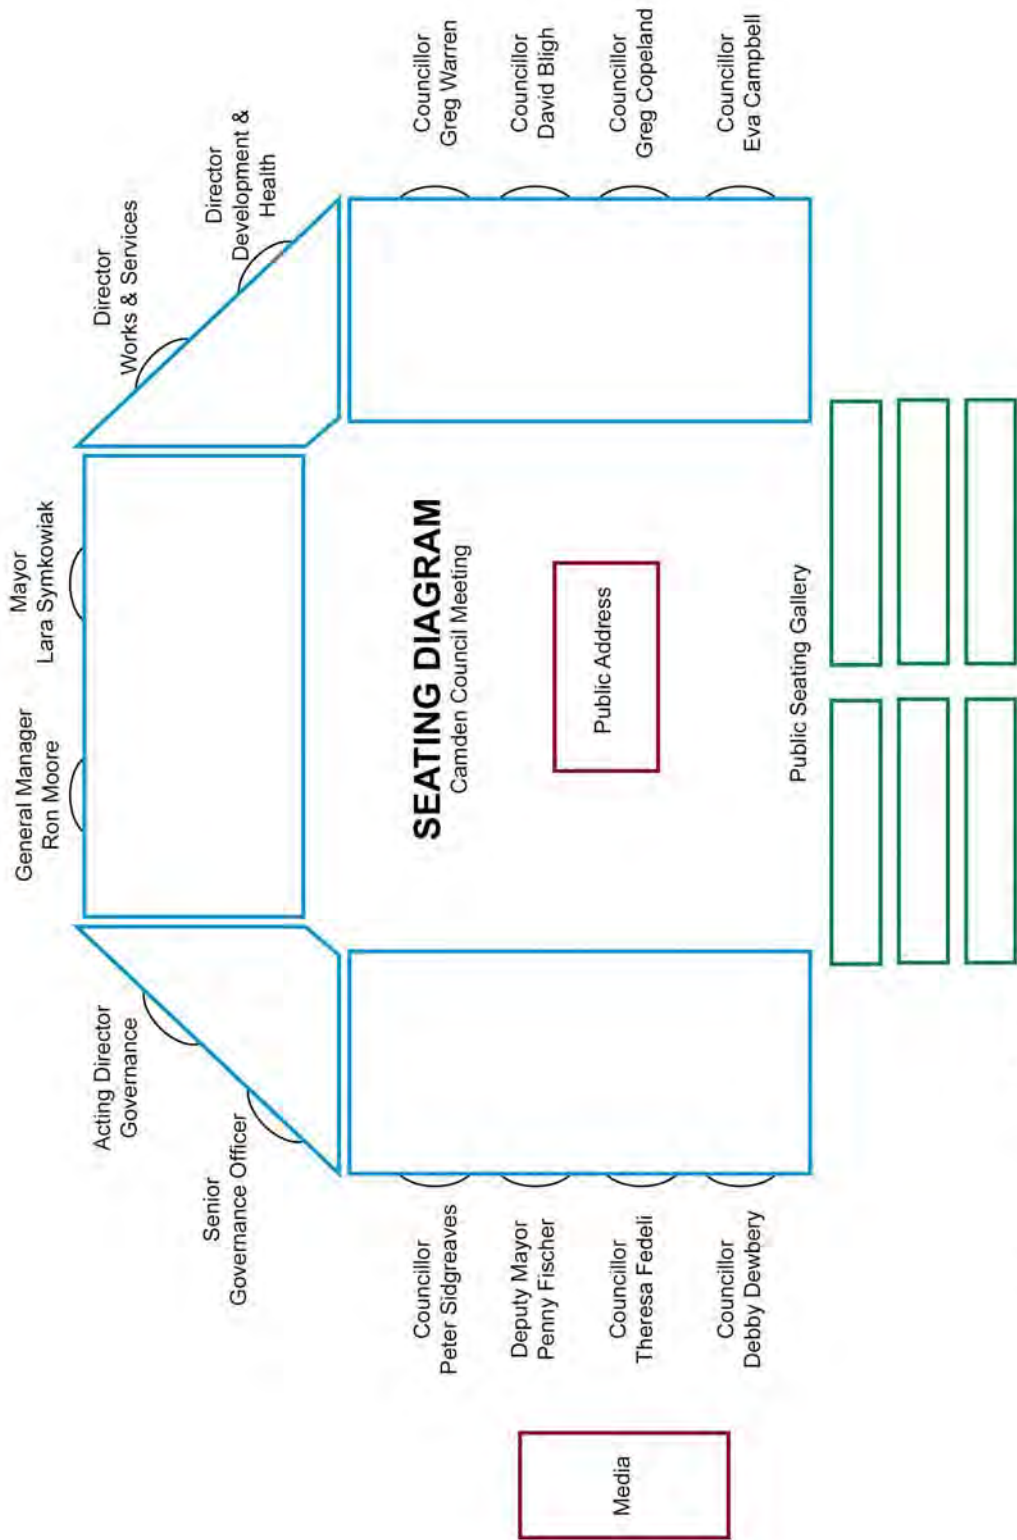 General Manager
Ron Moore
Mayor
Lara Symkowiak
Acting Director
Governance
Director
Works & Services
Senior
Governance Officer
Director
Development &
Health
SEATING DIAGRAM
Camden Council Meeting
Councillor
Peter Sidgreaves
Deputy Mayor
Penny Fischer
Councillor
Theresa Fedeli
Councillor
Debby Dewbery
Councillor
Greg Warren
Councillor
David Bligh
Councillor
Greg Copeland
Councillor
Eva Campbell
Public Address
Media
Public Seating Gallery